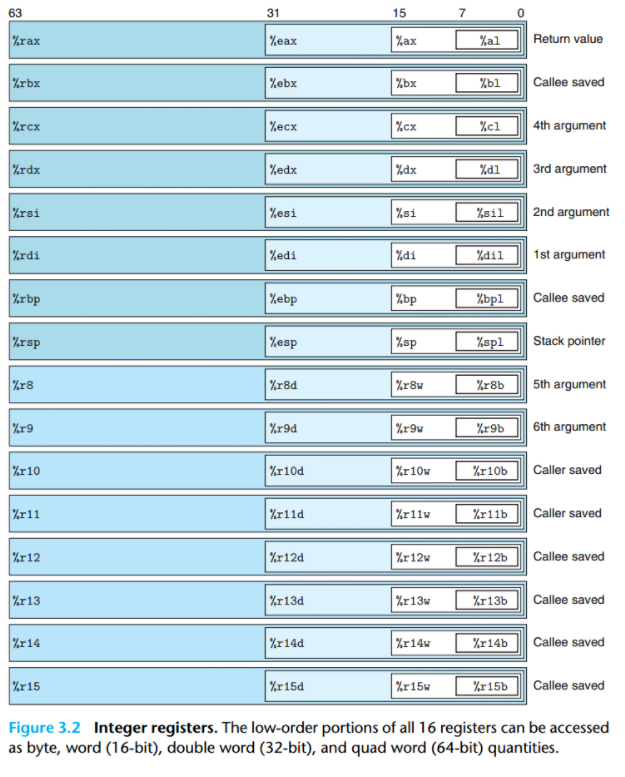 63 31 15 7 0
%rax %eax %ax %al Return value
%rbx %ebx %bx %bl Callee saved
%rcx %ecx %cx %cl 4th argument
%rdx %edx %dx %dl 3rd argument
%rsi %esi %si %sil 2nd argument
%rdi %edi %di %dil 1st argument
%rbp %ebp %bp %bpl Callee saved
%rsp %esp %sp %spl Stack pointer
%r8 %r8d %r8w %r8b 5th argument
%r9 %r9d %r9w %r9b 6th argument
%r10 %r10d %r10w %r10b Caller saved
%r11 %r11d %r11w %r11b Caller saved
%r12 %r12d %r12w %r12b Callee saved
%r13 %r13d %r13w %r13b Callee saved
%r14 %r14d %r14w %r14b Callee saved
%r15 %r15d %r15w %r15b Callee saved
Figure 3.2 Integer registers. The low-order portions of all 16 registers can be accessed
as byte, word (16-bit), double word (32-bit), and quad word (64-bit) quantities.